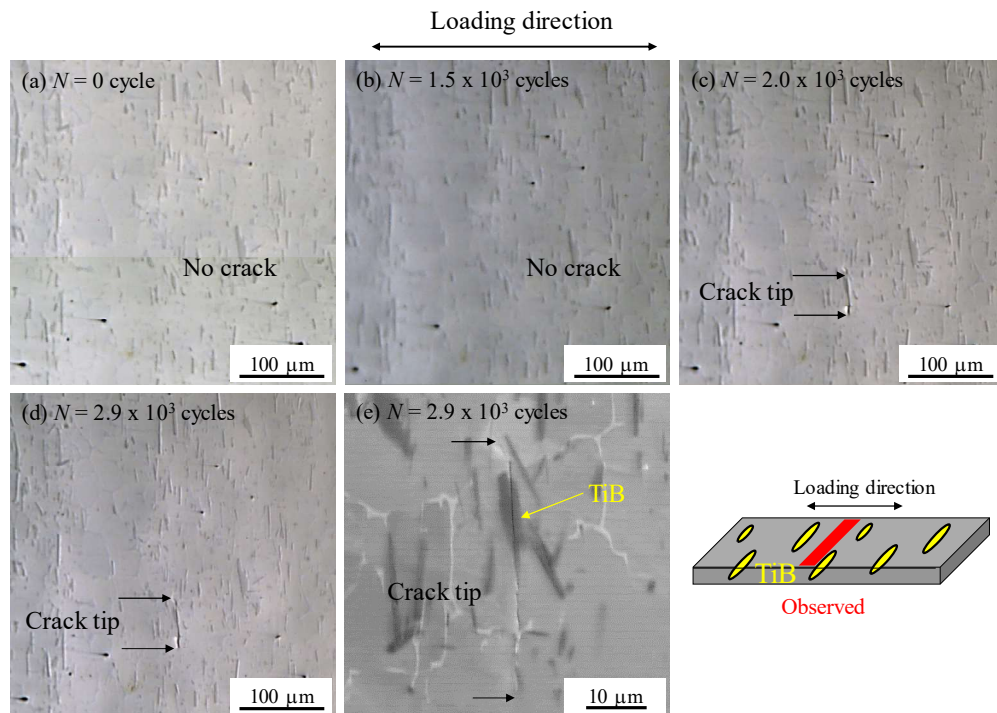 Loading direction
(a) N = 0 cycle
No crack
100 µm
(b) N = 1.5 x 10³ cycles
No crack
100 µm
(c) N = 2.0 x 10³ cycles
Crack tip
100 µm
(d) N = 2.9 x 10³ cycles
Crack tip
100 µm
(e) N = 2.9 x 10³ cycles
TiB
Crack tip
10 µm
Loading direction
TiB
Observed